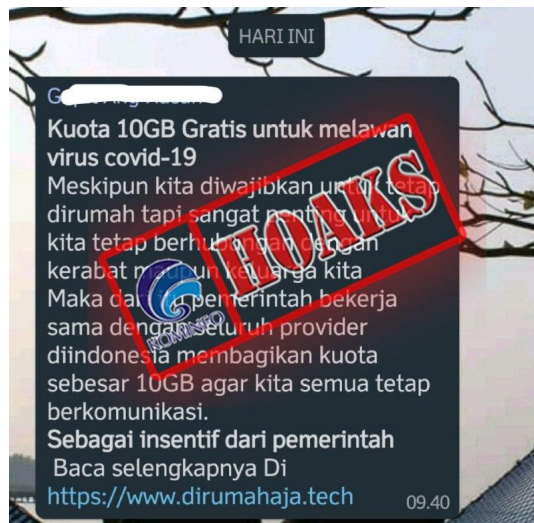 HARI INI
Kuota 10GB Gratis untuk melawan
virus covid-19
Meskipun kita diwajibkan untuk tetap
dirumah tapi sangat penting untuk
kita tetap berhubungan dengan
kerabat maupun keluarga kita
Maka dari itu pemerintah bekerja
sama dengan seluruh provider
diindonesia membagikan kuota
sebesar 10GB agar kita semua tetap
berkomunikasi.
Sebagai insentif dari pemerintah
Baca selengkapnya Di
https://www.dirumahaja.tech
09.40
KOMINFO
HOAKS